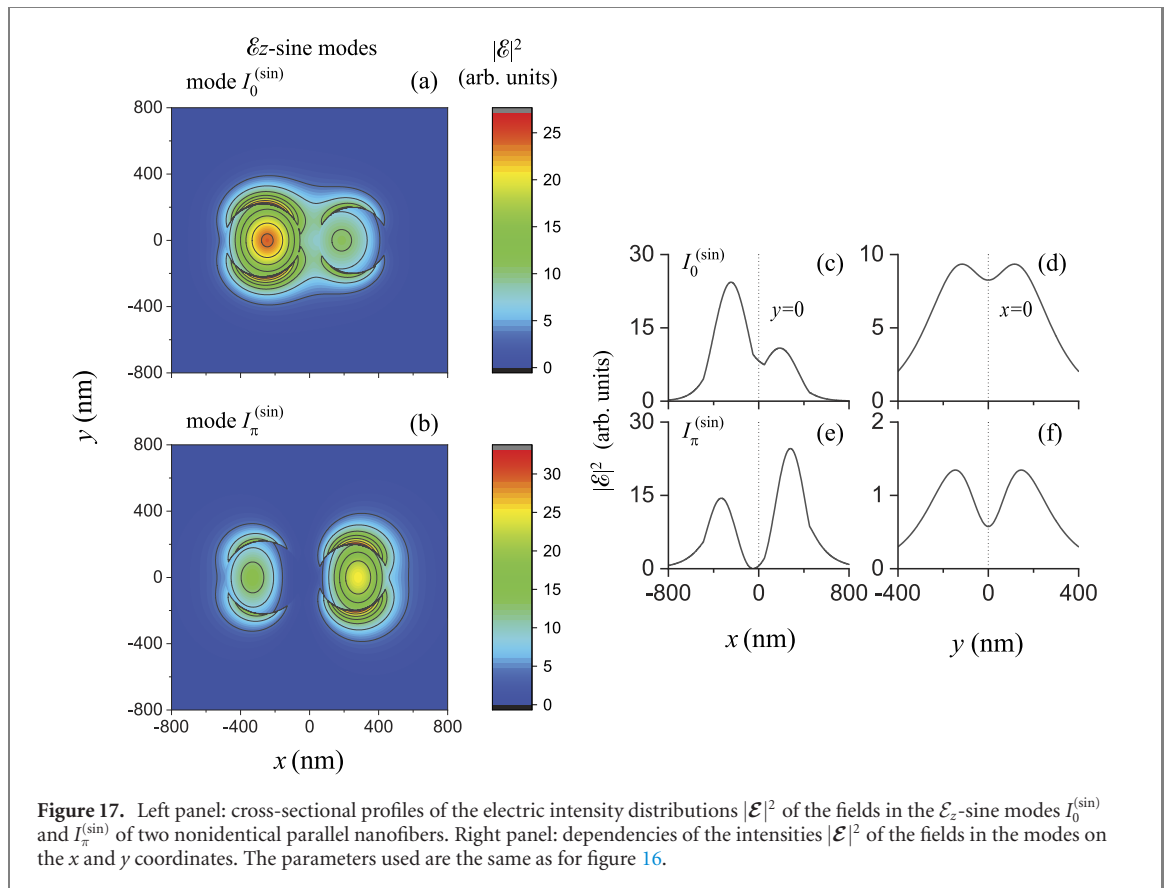 ℰz-sine modes
|ℰ|²
(arb. units)
mode I₀^(sin)
(a)
800
400
0
-400
-800
25
20
15
10
5
0
mode I_π^(sin)
(b)
800
400
0
-400
-800
-800
-400
0
400
800
30
25
20
15
10
5
0
y (nm)
x (nm)
30
15
0
I₀^(sin)
(c)
y=0
10
5
0
(d)
x=0
30
15
0
I_π^(sin)
(e)
-800
0
800
2
1
0
(f)
-400
0
400
|ℰ|² (arb. units)
x (nm)
y (nm)
Figure 17. Left panel: cross-sectional profiles of the electric intensity distributions |ℰ|² of the fields in the ℰz-sine modes I₀^(sin)
and I_π^(sin) of two nonidentical parallel nanofibers. Right panel: dependencies of the intensities |ℰ|² of the fields in the modes on
the x and y coordinates. The parameters used are the same as for figure 16.